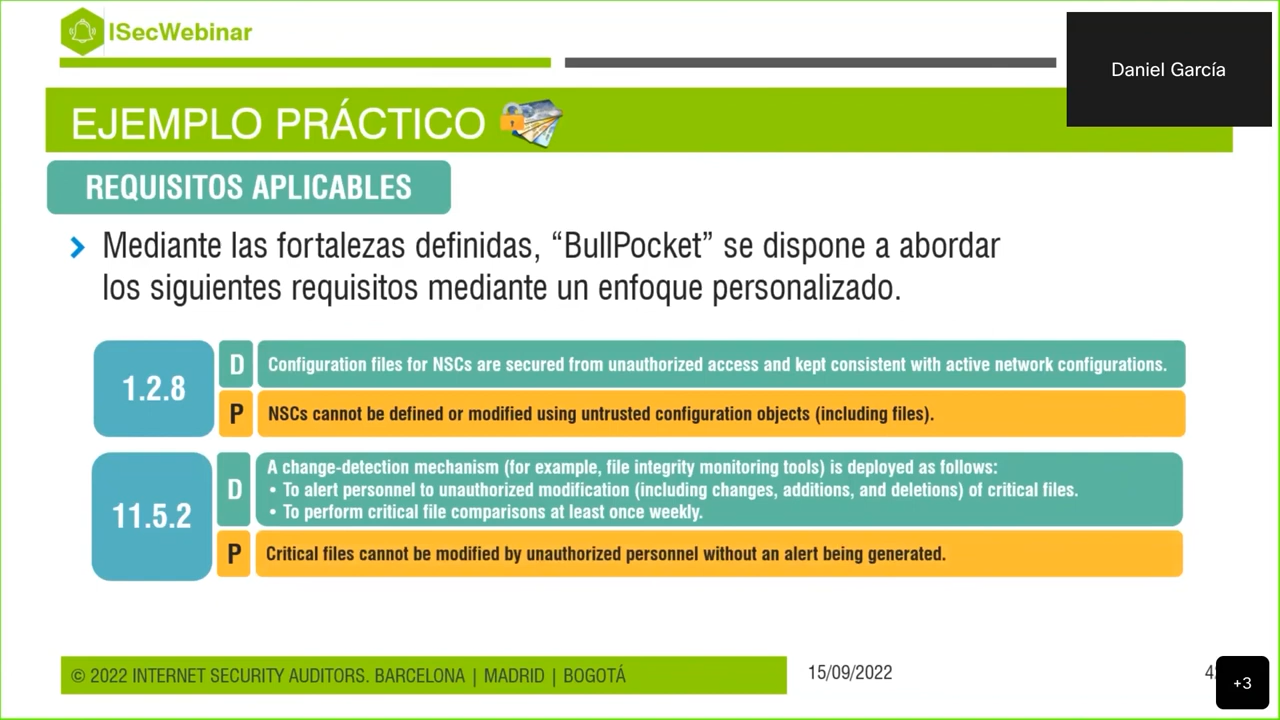 ISecWebinar
Daniel García
EJEMPLO PRÁCTICO
REQUISITOS APLICABLES
Mediante las fortalezas definidas, “BullPocket” se dispone a abordar
los siguientes requisitos mediante un enfoque personalizado.
1.2.8
D
Configuration files for NSCs are secured from unauthorized access and kept consistent with active network configurations.
P
NSCs cannot be defined or modified using untrusted configuration objects (including files).
11.5.2
D
A change-detection mechanism (for example, file integrity monitoring tools) is deployed as follows:
• To alert personnel to unauthorized modification (including changes, additions, and deletions) of critical files.
• To perform critical file comparisons at least once weekly.
P
Critical files cannot be modified by unauthorized personnel without an alert being generated.
© 2022 INTERNET SECURITY AUDITORS. BARCELONA | MADRID | BOGOTÁ
15/09/2022
+3